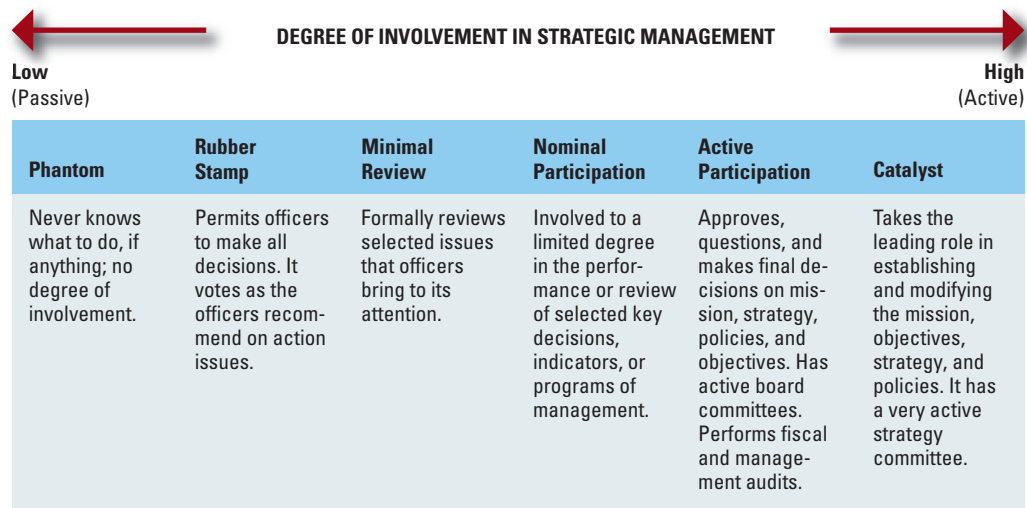 DEGREE OF INVOLVEMENT IN STRATEGIC MANAGEMENT
Low
(Passive)
High
(Active)
Phantom
Rubber
Stamp
Minimal
Review
Nominal
Participation
Active
Participation
Catalyst
Never knows
what to do, if
anything; no
degree of
involvement.
Permits officers
to make all
decisions. It
votes as the
officers recom-
mend on action
issues.
Formally reviews
selected issues
that officers
bring to its
attention.
Involved to a
limited degree
in the perfor-
mance or review
of selected key
decisions,
indicators, or
programs of
management.
Approves,
questions, and
makes final de-
cisions on mis-
sion, strategy,
policies, and
objectives. Has
active board
committees.
Performs fiscal
and manage-
ment audits.
Takes the
leading role in
establishing
and modifying
the mission,
objectives,
strategy, and
policies. It has
a very active
strategy
committee.